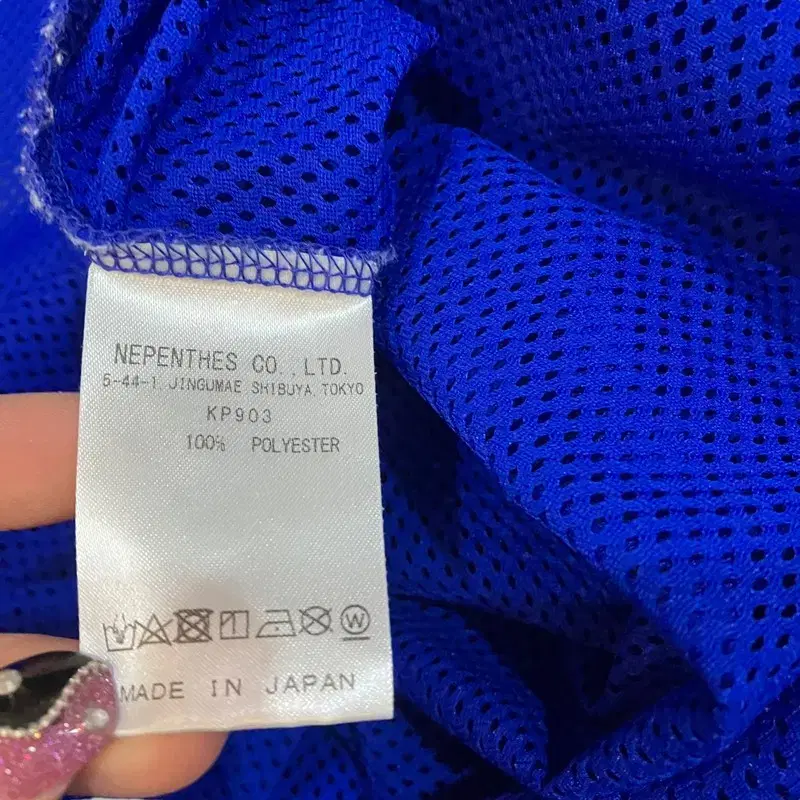 NEPENTHES CO., LTD.
5-44-1, JINGUMAE SHIBUYA, TOKYO
KP903
100% POLYESTER
W
MADE IN JAPAN